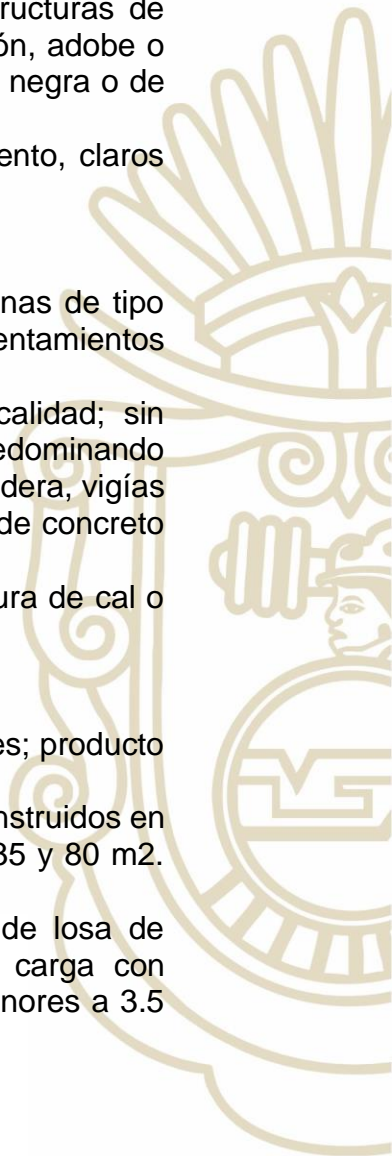 ructuras de
ón, adobe o
negra o de
ento, claros
nas de tipo
entamientos
calidad; sin
edominando
dera, vigías
de concreto
ura de cal o
es; producto
nstruidos en
35 y 80 m2.
de losa de
carga con
nores a 3.5